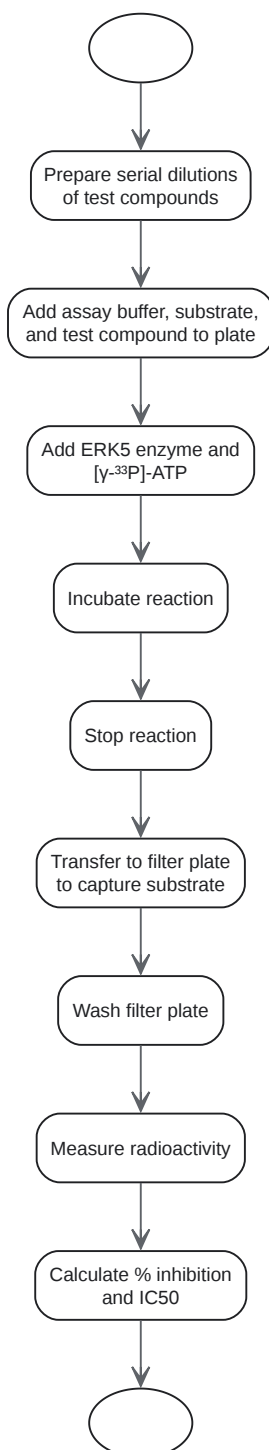 Prepare serial dilutions
of test compounds
Add assay buffer, substrate,
and test compound to plate
Add ERK5 enzyme and
[γ-³³P]-ATP
Incubate reaction
Stop reaction
Transfer to filter plate
to capture substrate
Wash filter plate
Measure radioactivity
Calculate % inhibition
and IC50